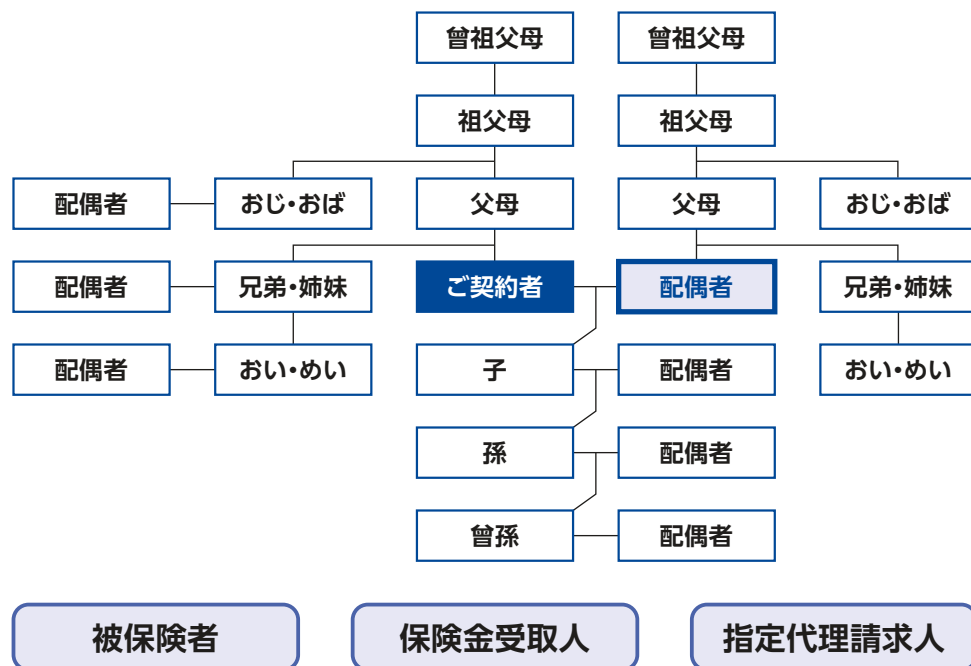 曾祖父母 曾祖父母
祖父母 祖父母
配偶者 おじ・おば 父母 父母 おじ・おば
配偶者 兄弟・姉妹 ご契約者 配偶者 兄弟・姉妹
配偶者 おい・めい 子 配偶者 おい・めい
孫 配偶者
曾孫 配偶者
被保険者 保険金受取人 指定代理請求人